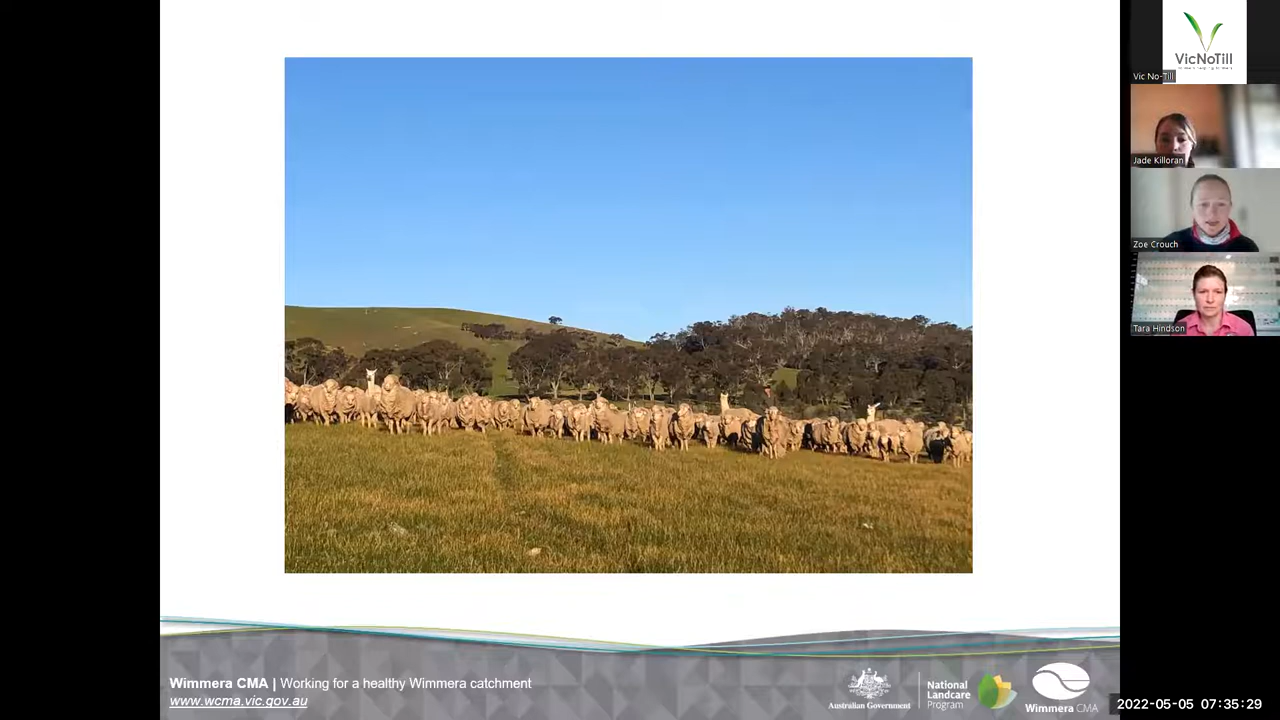 VicNoTill
Vic No-Till
Jade Killoran
Zoe Crouch
Tara Hindson
Wimmera CMA | Working for a healthy Wimmera catchment
www.wcma.vic.gov.au
Australian Government
National
Landcare
Program
Wimmera CMA
2022-05-05 07:35:29